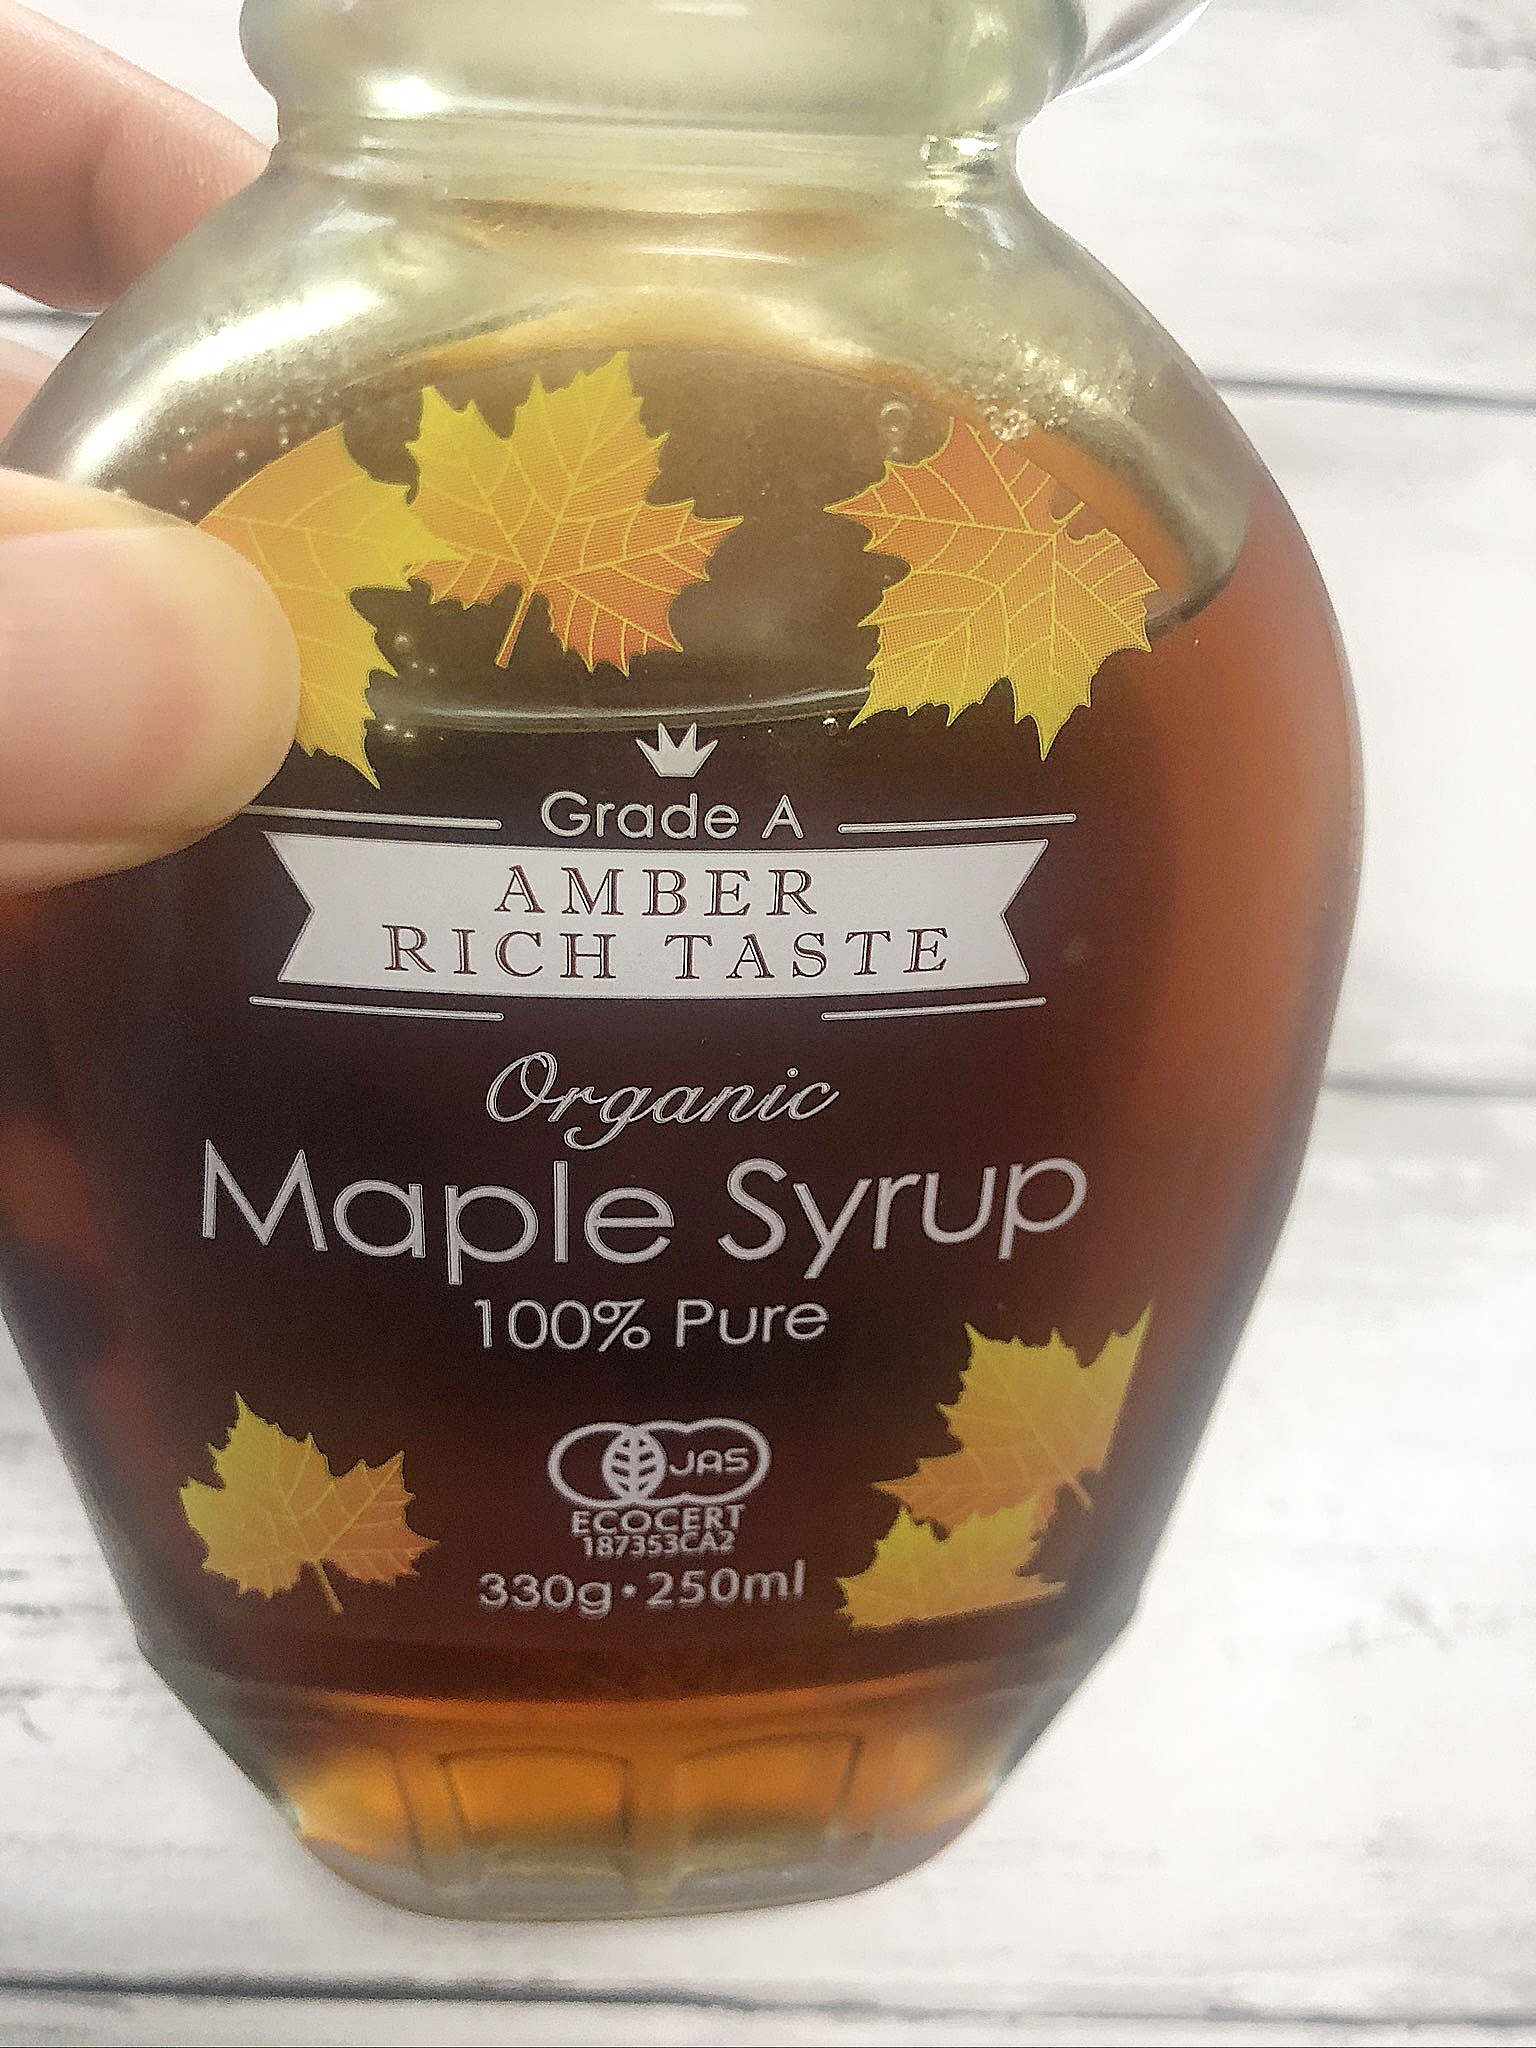 Grade A
AMBER
RICH TASTE
Organic
Maple Syrup
100% Pure
JAS
ECOCERT
187353CA2
330g・250ml